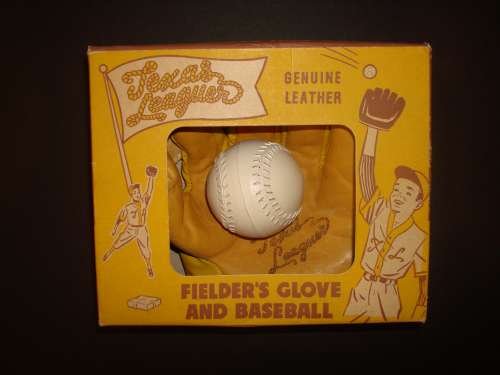 Texas
Leaguer
GENUINE
LEATHER
Texas
Leaguer
FIELDER'S GLOVE
AND BASEBALL